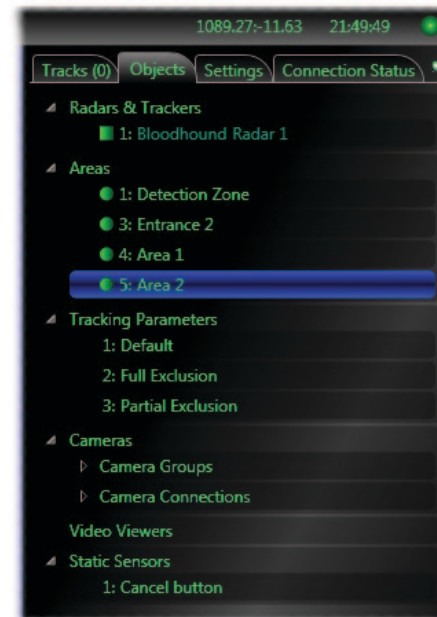 1089.27:-11.63 21:49:49
Tracks (0) Objects Settings Connection Status
Radars & Trackers
1: Bloodhound Radar 1
Areas
1: Detection Zone
3: Entrance 2
4: Area 1
5: Area 2
Tracking Parameters
1: Default
2: Full Exclusion
3: Partial Exclusion
Cameras
Camera Groups
Camera Connections
Video Viewers
Static Sensors
1: Cancel button